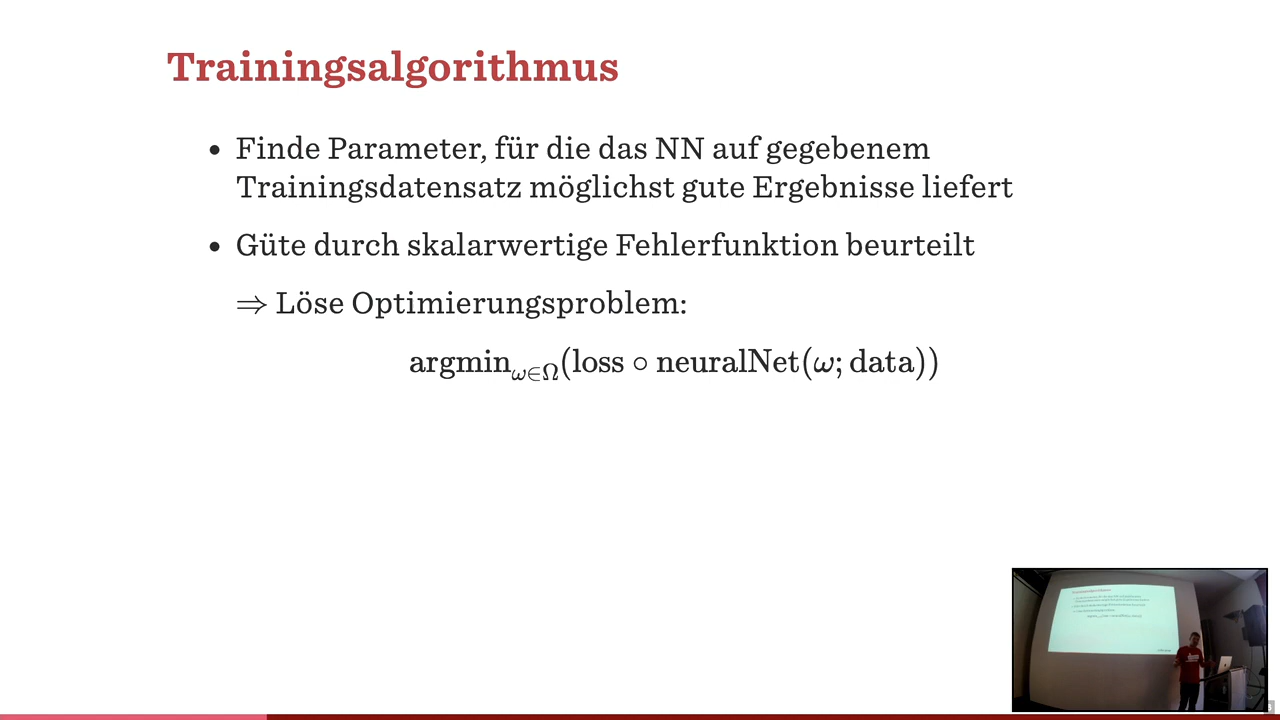 Trainingsalgorithmus
• Finde Parameter, für die das NN auf gegebenem
Trainingsdatensatz möglichst gute Ergebnisse liefert
• Güte durch skalarwertige Fehlerfunktion beurteilt
⇒ Löse Optimierungsproblem:
argmin_{ω∈Ω}(loss ∘ neuralNet(ω; data))